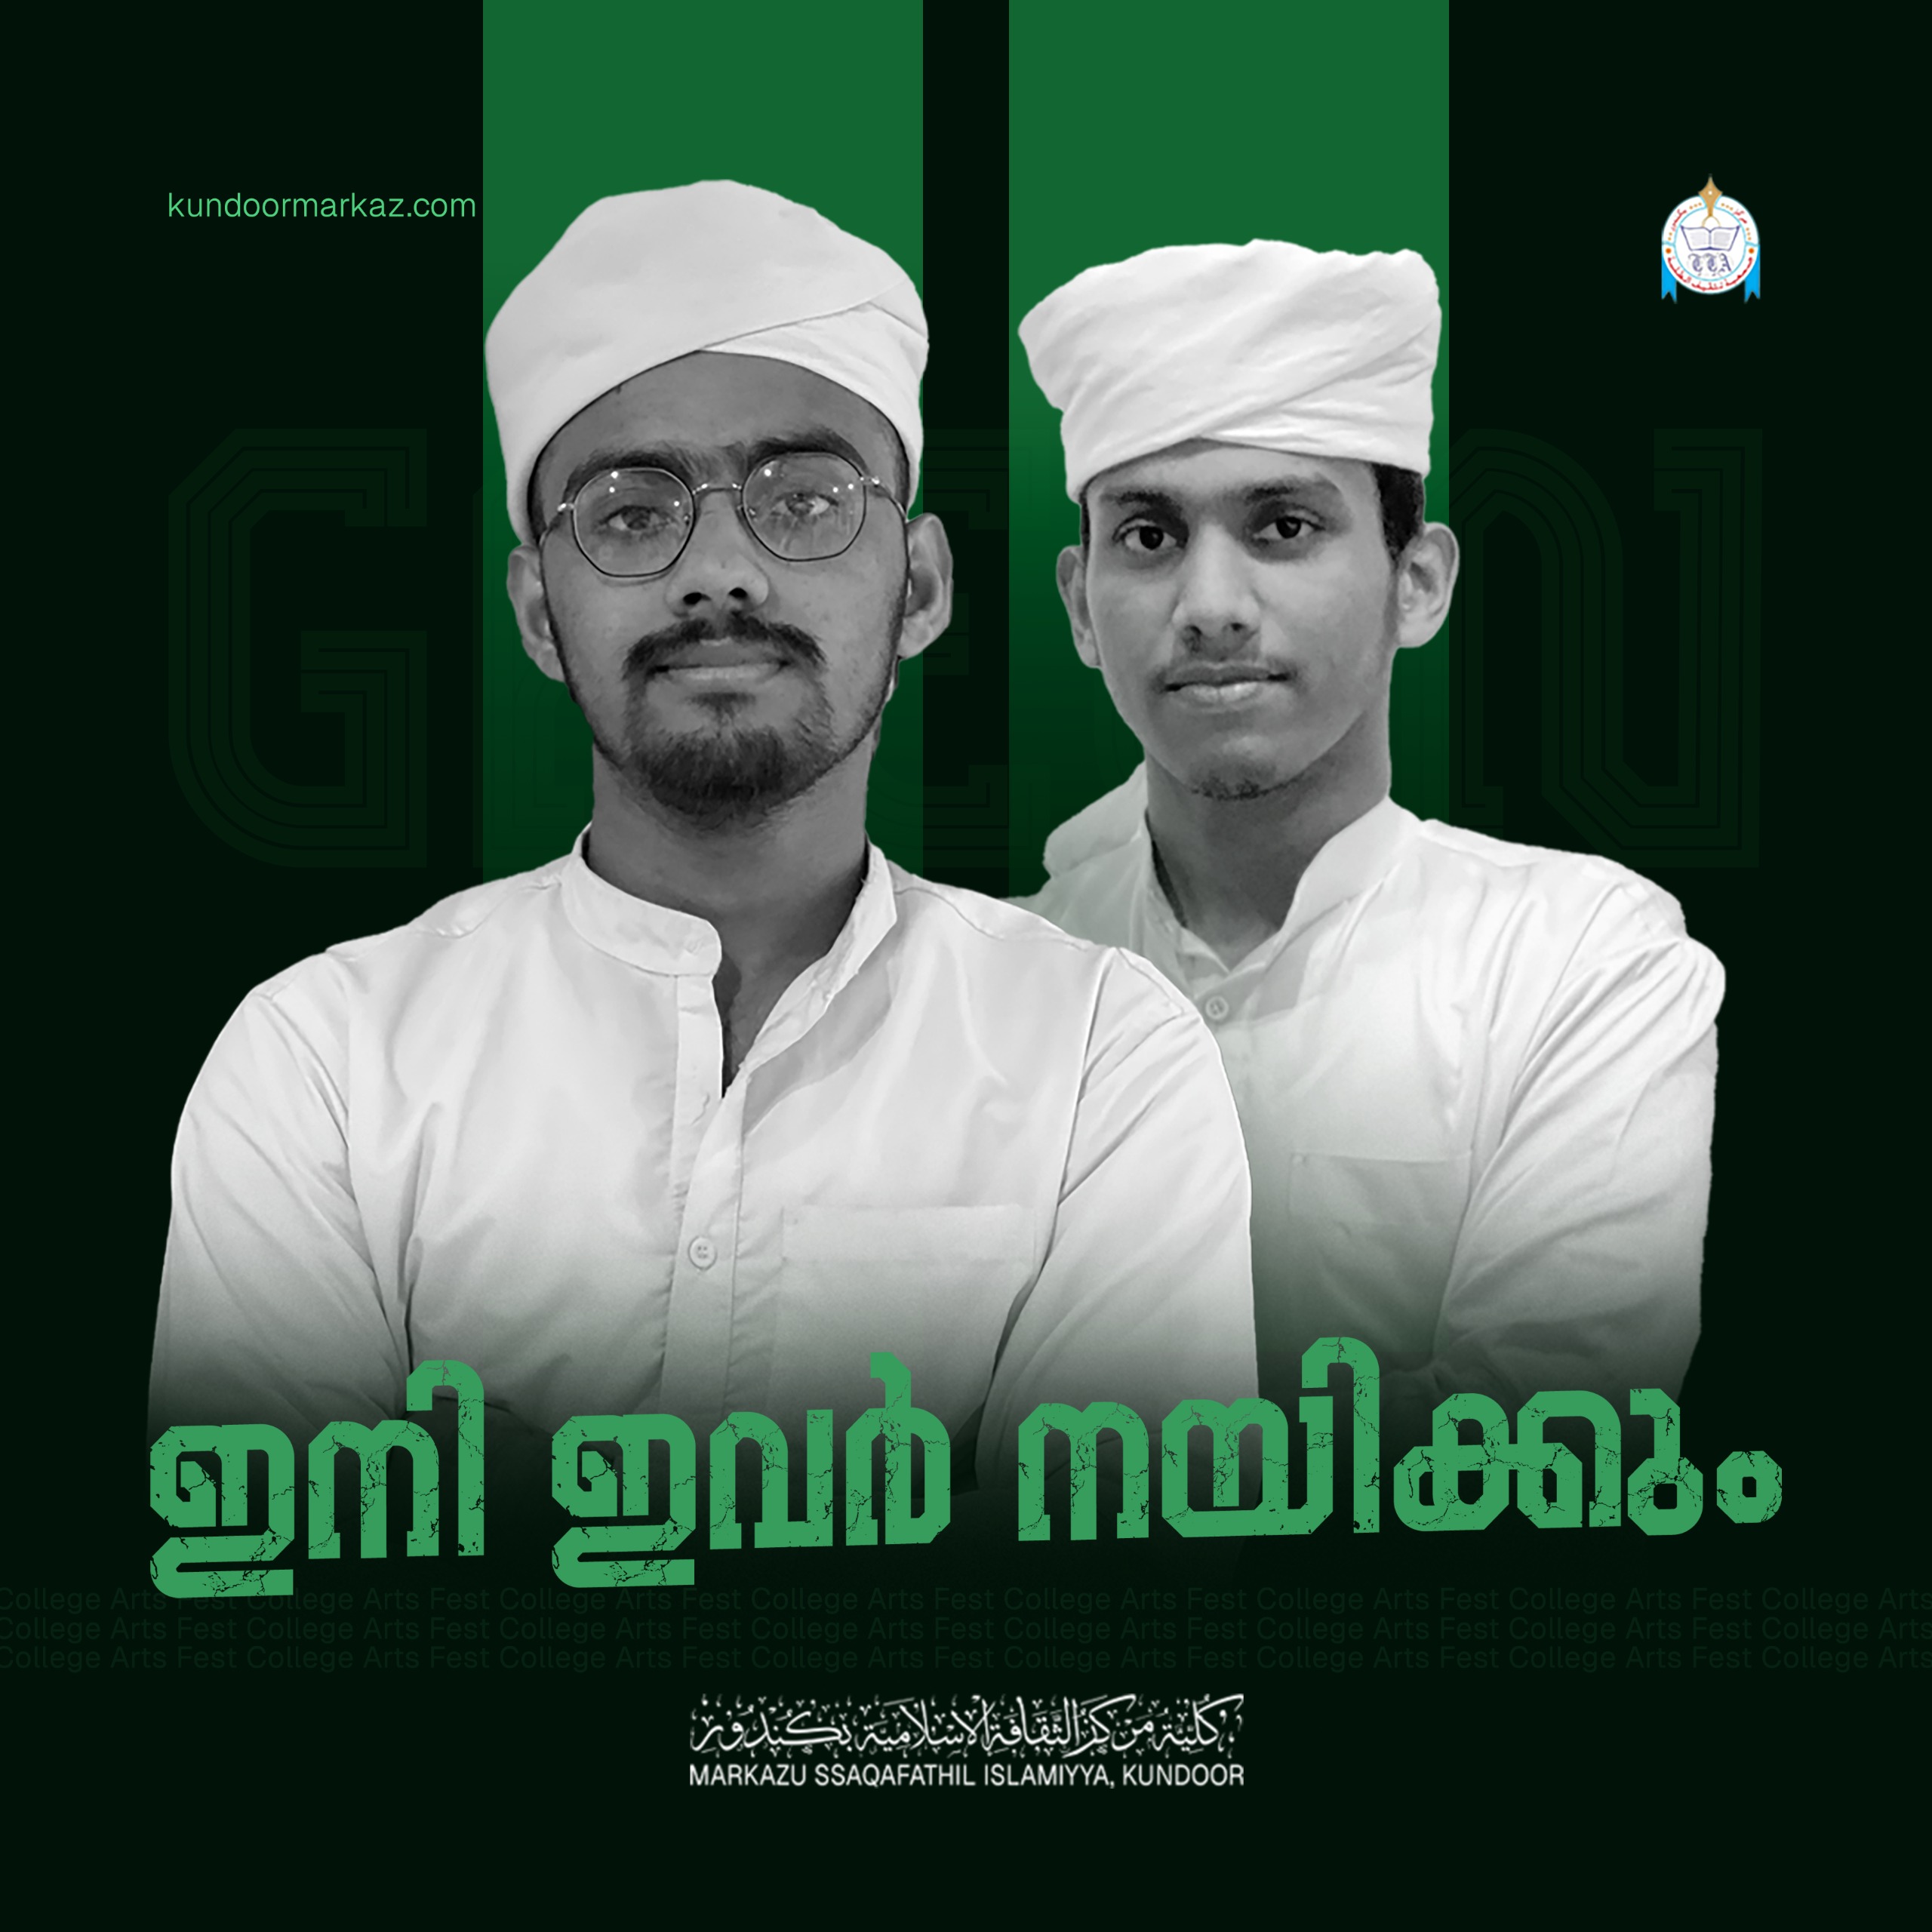 kundoormarkaz.com
ഇനി ഇവർ നയിക്കും
College Arts Fest College Arts Fest College Arts Fest College Arts Fest College Arts Fest College Arts Fest College Arts Fest College Arts
College Arts Fest College Arts Fest College Arts Fest College Arts Fest College Arts Fest College Arts Fest College Arts Fest College Arts
College Arts Fest College Arts Fest College Arts Fest College Arts Fest College Arts Fest College Arts Fest College Arts Fest College Arts
كلية مركز الثقافة الإسلامية بكندور
MARKAZU SSAQAFATHIL ISLAMIYYA, KUNDOOR